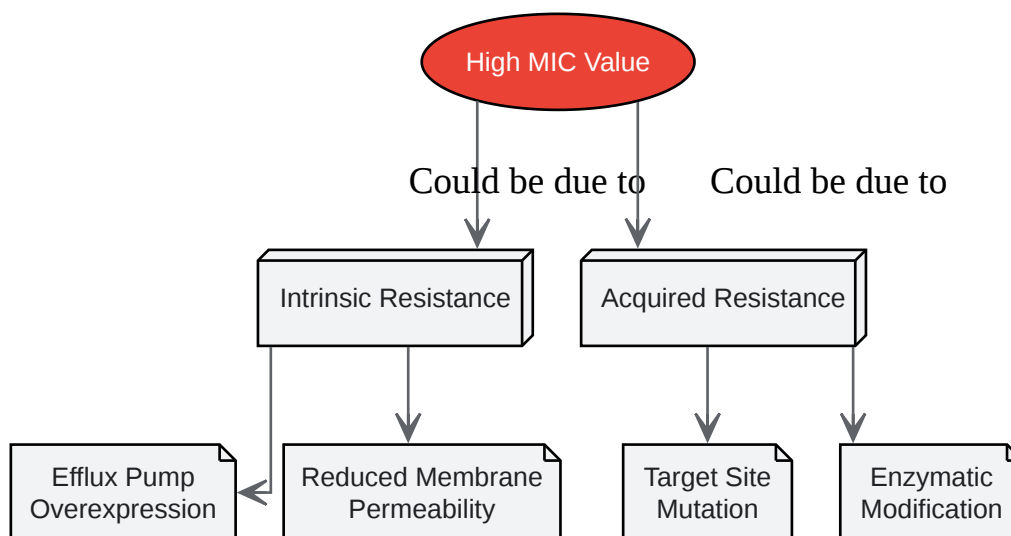 High MIC Value
Could be due to
Could be due to
Intrinsic Resistance
Acquired Resistance
Efflux Pump
Overexpression
Reduced Membrane
Permeability
Target Site
Mutation
Enzymatic
Modification